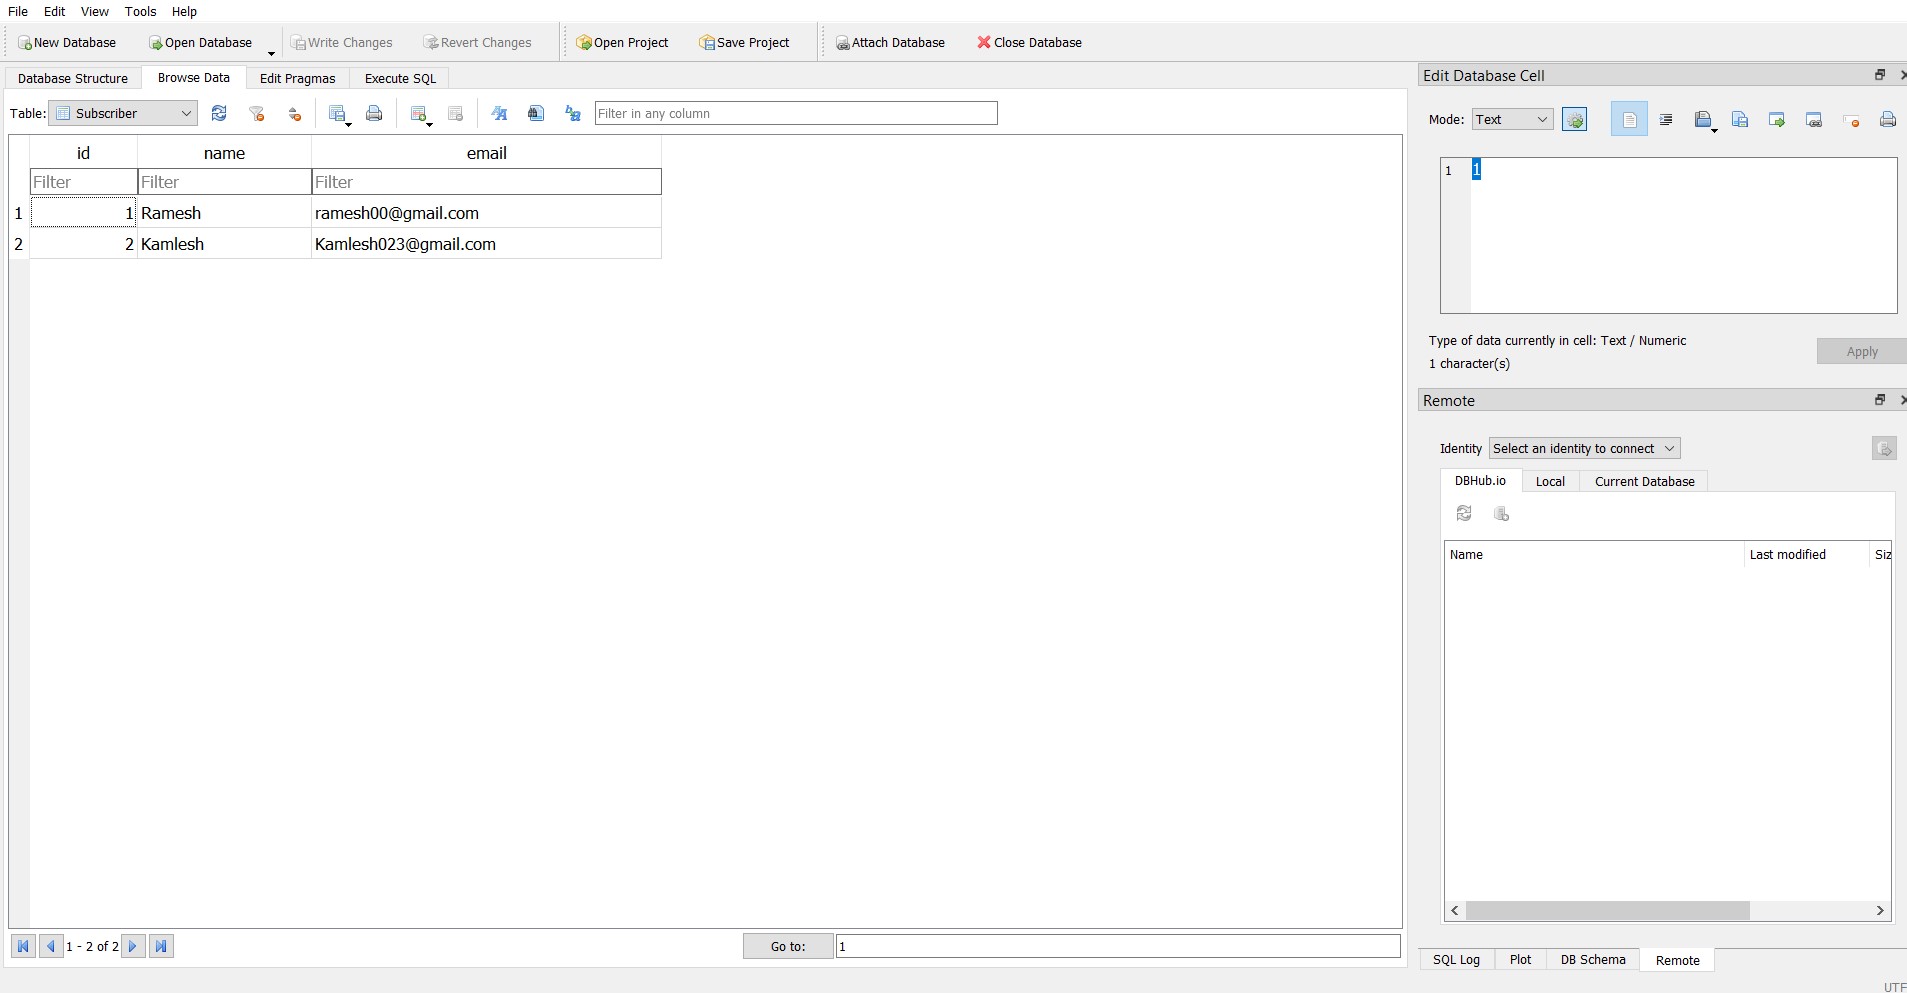 File Edit View Tools Help
New Database Open Database Write Changes Revert Changes Open Project Save Project Attach Database Close Database
Database Structure Browse Data Edit Pragmas Execute SQL
Table: Subscriber Filter in any column
id name email
Filter Filter Filter
1 1 Ramesh ramesh00@gmail.com
2 2 Kamlesh Kamlesh023@gmail.com
1 - 2 of 2 Go to: 1
Edit Database Cell
Mode: Text
1 1
Type of data currently in cell: Text / Numeric
1 character(s)
Apply
Remote
Identity Select an identity to connect
DBHub.io Local Current Database
Name Last modified Siz
SQL Log Plot DB Schema Remote
UTF